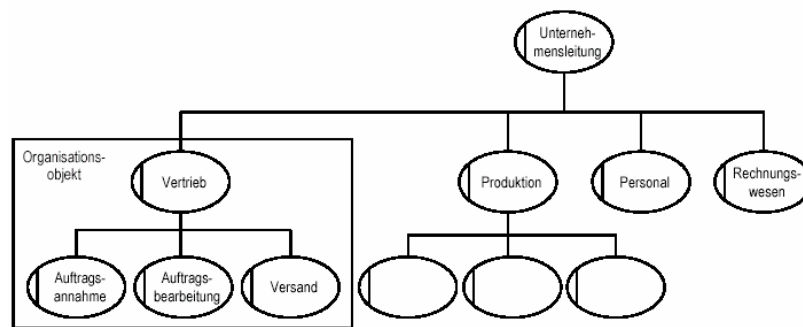 Unterneh-
mensleitung
Organisations-
objekt
Vertrieb
Produktion
Personal
Rechnungs-
wesen
Auftrags-
annahme
Auftrags-
bearbeitung
Versand